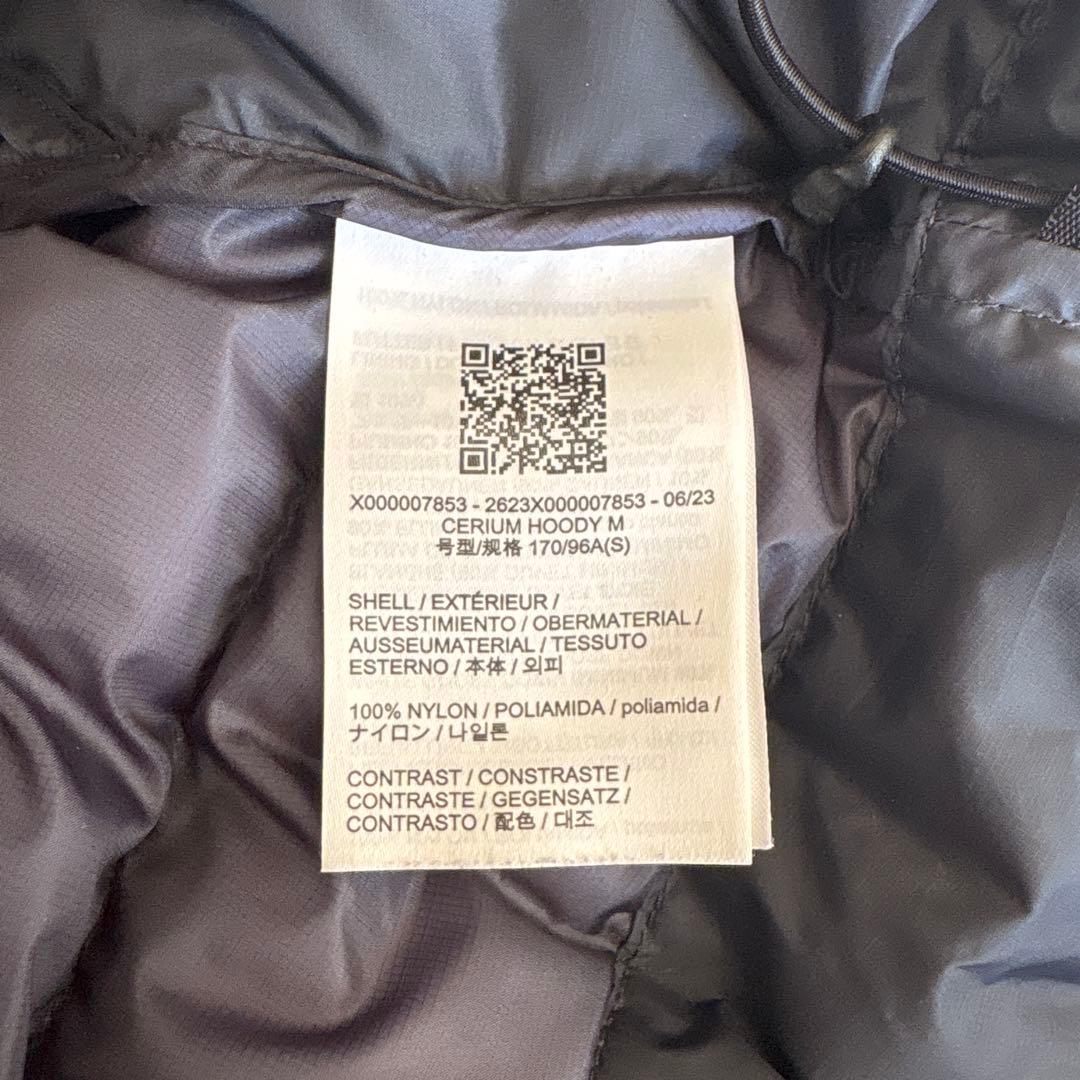 X000007853 - 2623X000007853 - 06/23
CERIUM HOODY M
号型/规格 170/96A(S)
SHELL / EXTÉRIEUR /
REVESTIMIENTO / OBERMATERIAL /
AUSSEUMATERIAL / TESSUTO
ESTERNO / 本体 / 외피
100% NYLON / POLIAMIDA / poliamida /
ナイロン / 나일론
CONTRAST / CONSTRASTE /
CONTRASTE / GEGENSATZ /
CONTRASTO / 配色 / 대조